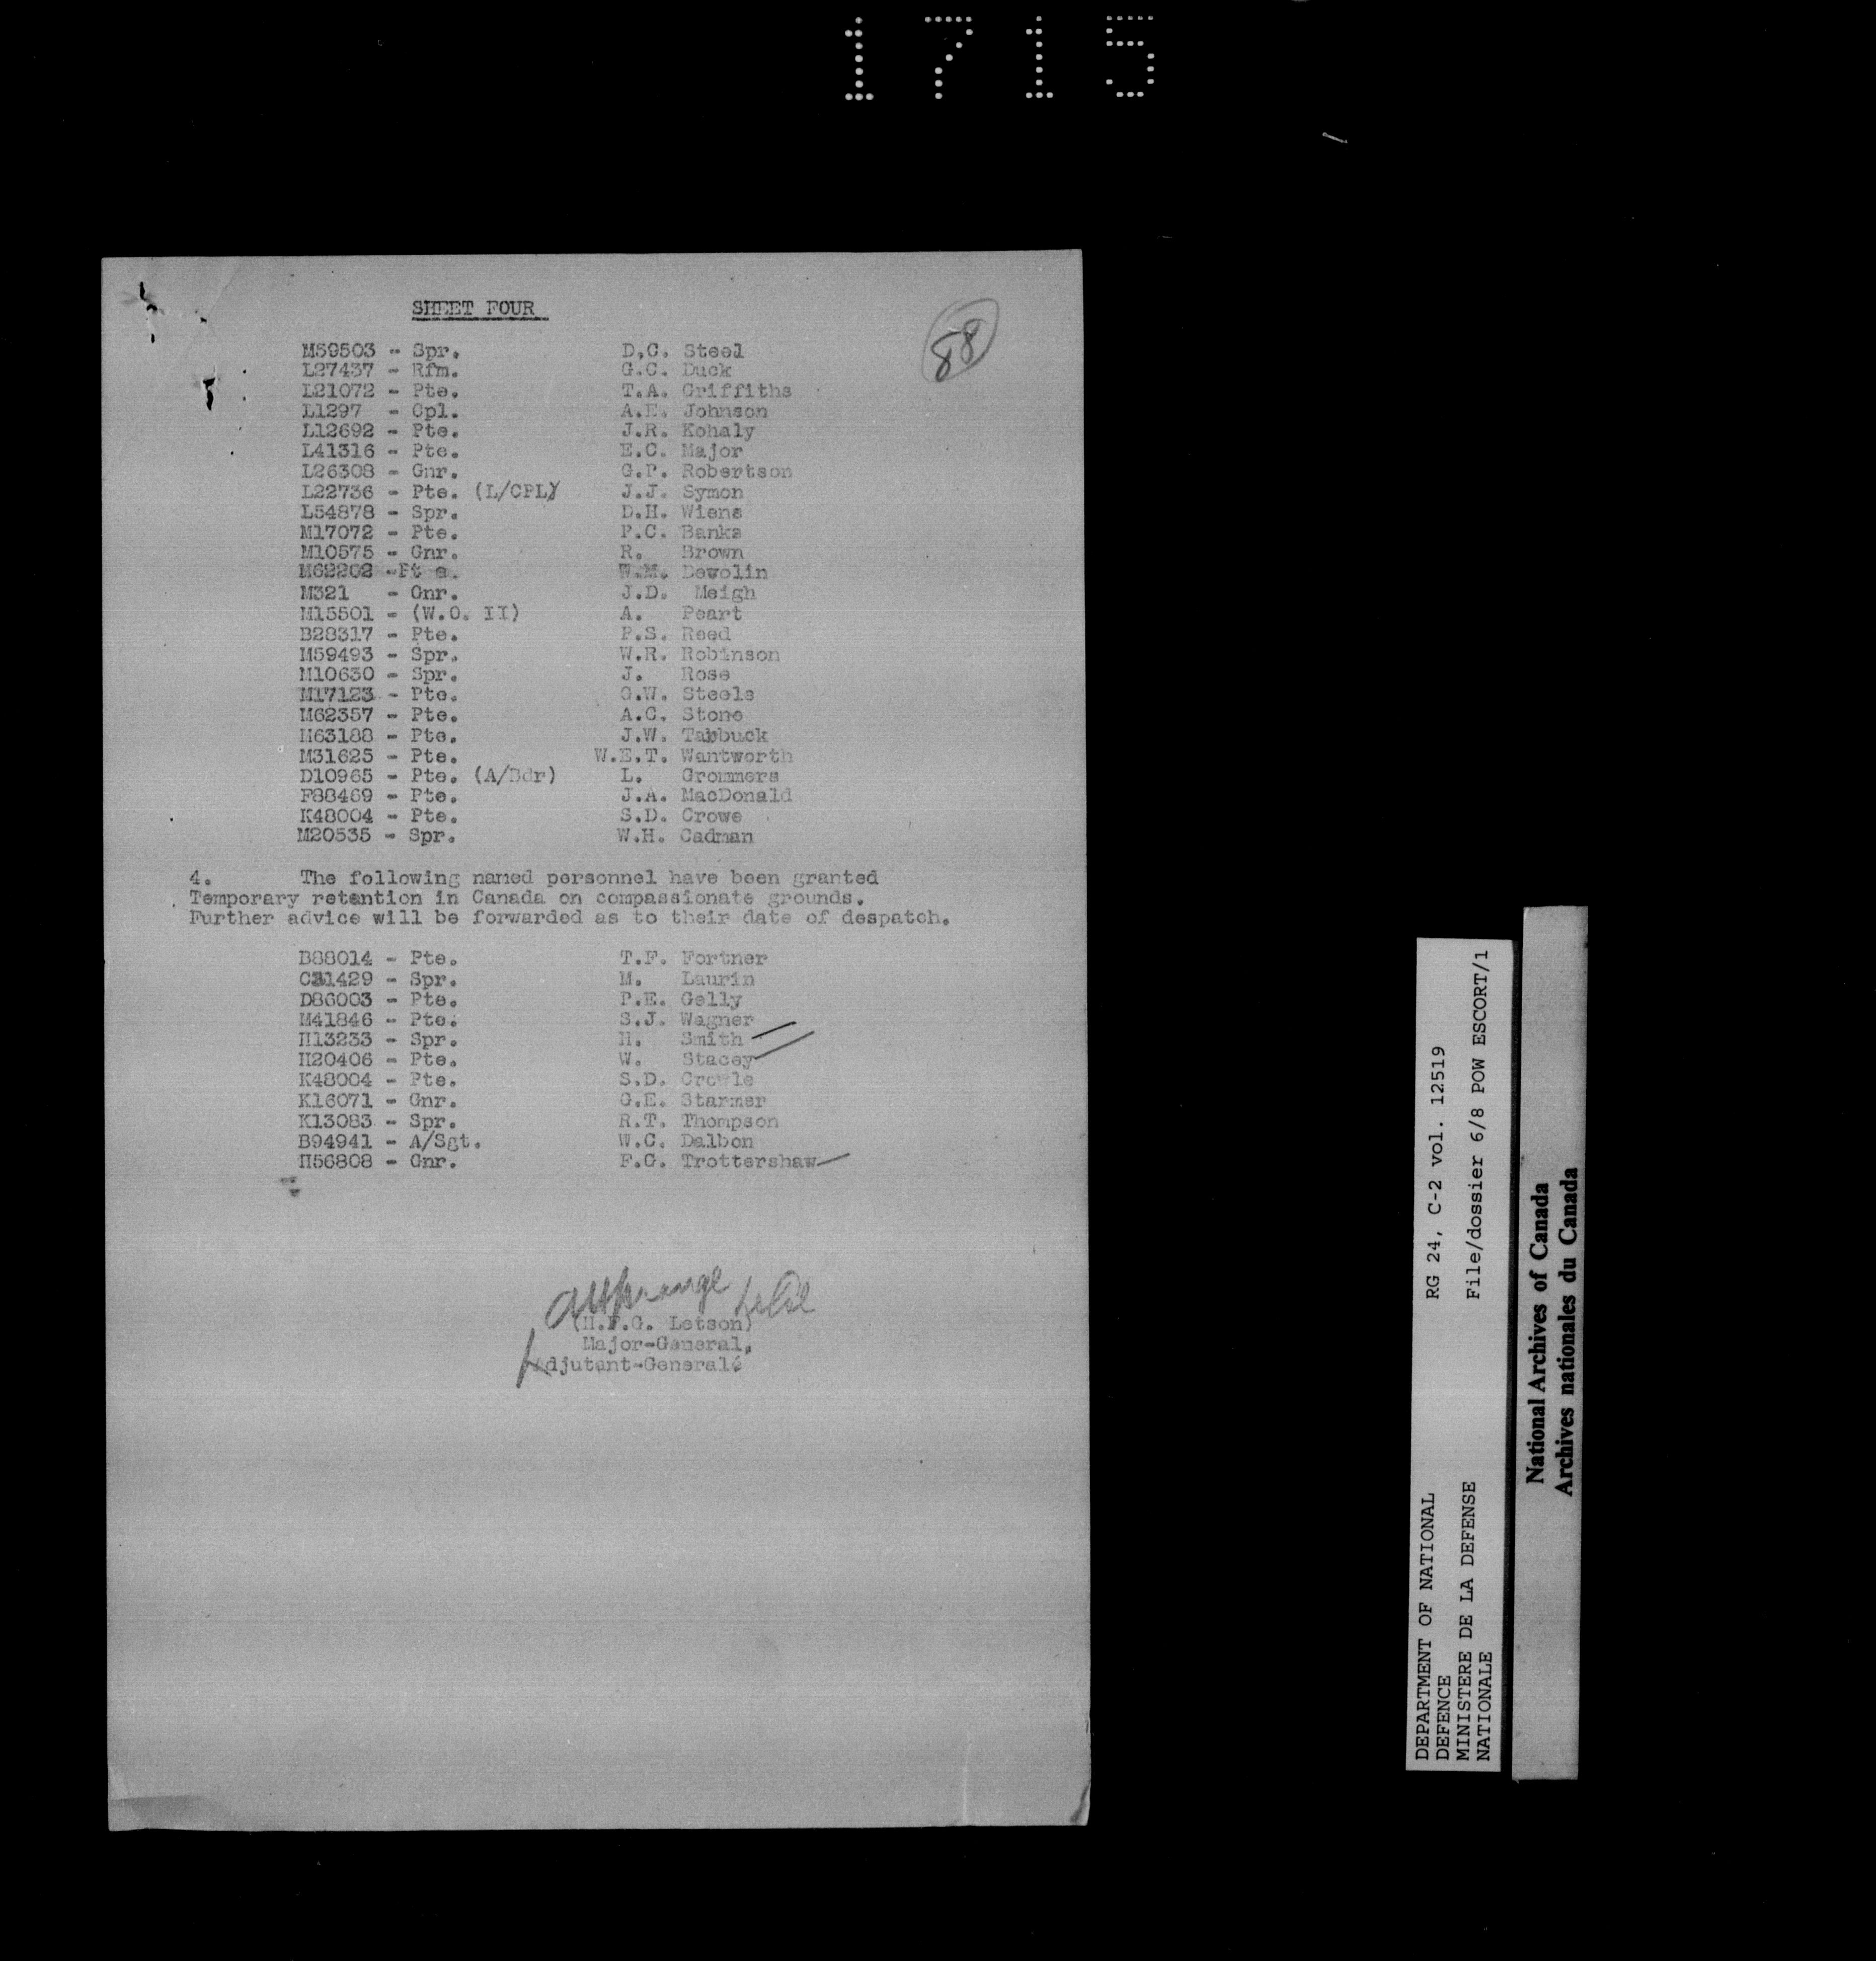 1715
SHEET FOUR
88
M59503 - Spr. D.C. Steel
L27437 - Rfm. G.C. Duck
L21072 - Pte. T.A. Griffiths
L1297 - Cpl. A.E. Johnson
L12692 - Pte. J.R. Kohaly
L41316 - Pte. E.C. Major
L26308 - Gnr. G.P. Robertson
L22736 - Pte. (L/CPL) J.J. Symon
L54878 - Spr. D.H. Wiens
M17072 - Pte. P.C. Banks
M10575 - Gnr. R. Brown
M62202 -Pt e. W.M. Devolin
M321 - Gnr. J.D. Meigh
M15501 - (W.O. II) A. Peart
B28317 - Pte. P.S. Reed
M59493 - Spr. W.R. Robinson
M10630 - Spr. J. Rose
M17123 - Pte. G.W. Steele
M62357 - Pte. A.C. Stone
M63188 - Pte. J.W. Tabbuck
M31625 - Pte. W.E.T. Wantworth
D10965 - Pte. (A/Bdr) L. Grommers
F88469 - Pte. J.A. MacDonald
K48004 - Pte. S.D. Crowe
M20535 - Spr. W.H. Cadman
4. The following named personnel have been granted
Temporary retention in Canada on compassionate grounds.
Further advice will be forwarded as to their date of despatch.
B88014 - Pte. T.F. Fortner
C31429 - Spr. M. Laurin
D86003 - Pte. P.E. Gelly
M41846 - Pte. S.J. Wagner
H13233 - Spr. H. Smith
H20406 - Pte. W. Stacey
K48004 - Pte. S.D. Crowle
K16071 - Gnr. G.E. Starmer
K13083 - Spr. R.T. Thompson
B94941 - A/Sgt. W.C. Dalbon
H56808 - Gnr. F.G. Trottershaw
(H.F.G. Letson)
Major-General,
Adjutant-General.
DEPARTMENT OF NATIONAL DEFENCE RG 24, C-2 vol. 12519
MINISTERE DE LA DEFENSE NATIONALE File/dossier 6/8 POW ESCORT/1
National Archives of Canada
Archives nationales du Canada